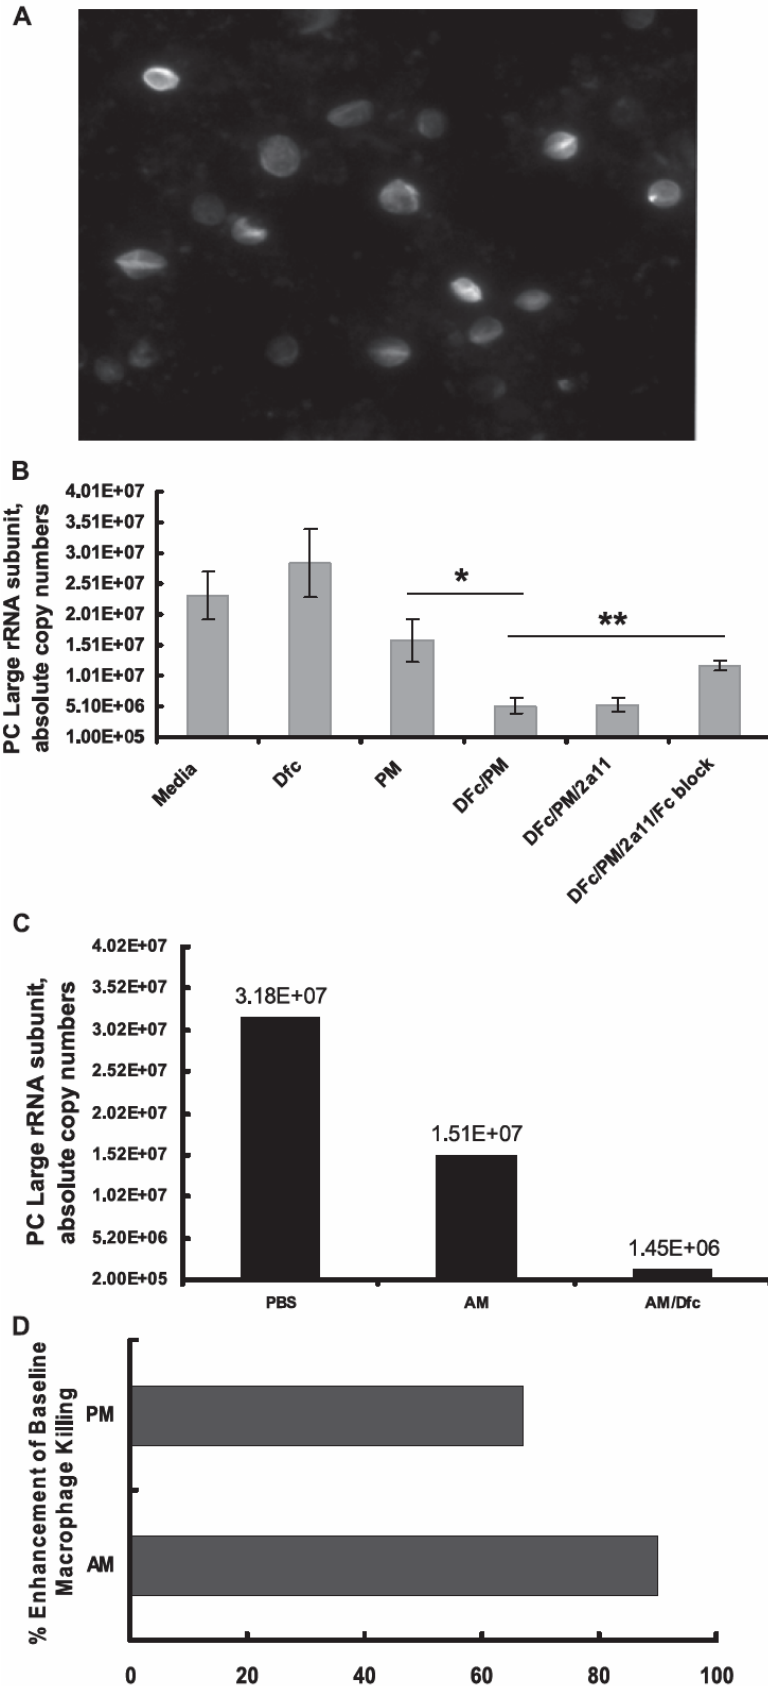 A
B
PC Large rRNA subunit,
absolute copy numbers
4.01E+07
3.51E+07
3.01E+07
2.51E+07
2.01E+07
1.51E+07
1.01E+07
5.10E+06
1.00E+05
*
**
Media
Dfc
PM
DFc/PM
DFc/PM/2a11
DFc/PM/2a11/Fc block
C
PC Large rRNA subunit,
absolute copy numbers
4.02E+07
3.52E+07
3.02E+07
2.52E+07
2.02E+07
1.52E+07
1.02E+07
5.20E+06
2.00E+05
3.18E+07
1.51E+07
1.45E+06
PBS AM AM/Dfc
D
% Enhancement of Baseline
Macrophage Killing
PM
AM
0 20 40 60 80 100